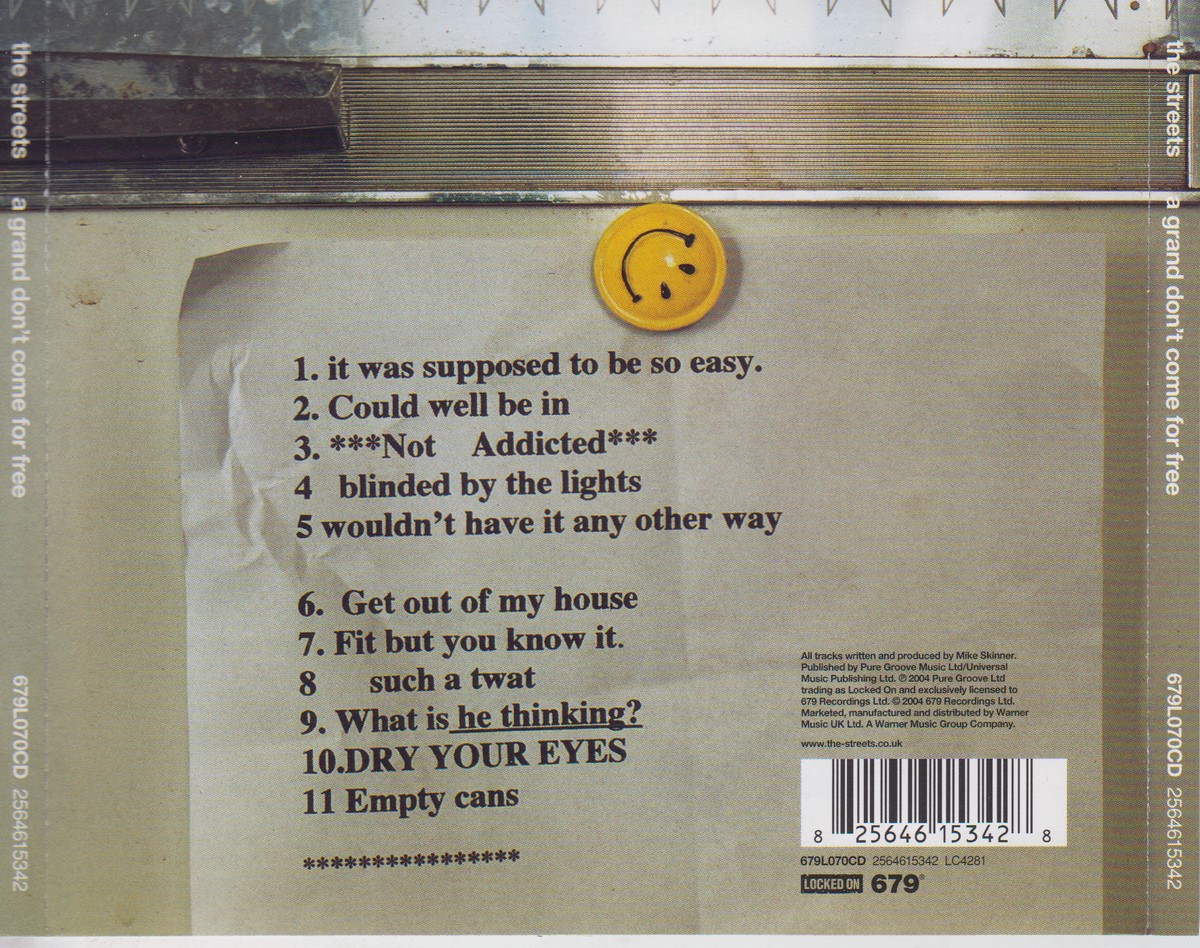 the streets a grand don't come for free 679L070CD 2564615342
1. it was supposed to be so easy.
2. Could well be in
3. ***Not Addicted***
4 blinded by the lights
5 wouldn't have it any other way
6. Get out of my house
7. Fit but you know it.
8 such a twat
9. What is he thinking?
10.DRY YOUR EYES
11 Empty cans
****************
All tracks written and produced by Mike Skinner.
Published by Pure Groove Music Ltd/Universal
Music Publishing Ltd. ℗ 2004 Pure Groove Ltd
trading as Locked On and exclusively licensed to
679 Recordings Ltd. © 2004 679 Recordings Ltd.
Marketed, manufactured and distributed by Warner
Music UK Ltd. A Warner Music Group Company.
www.the-streets.co.uk
8 25646 15342 8
679L070CD 2564615342 LC4281
LOCKED ON 679®
the streets a grand don't come for free 679L070CD 2564615342